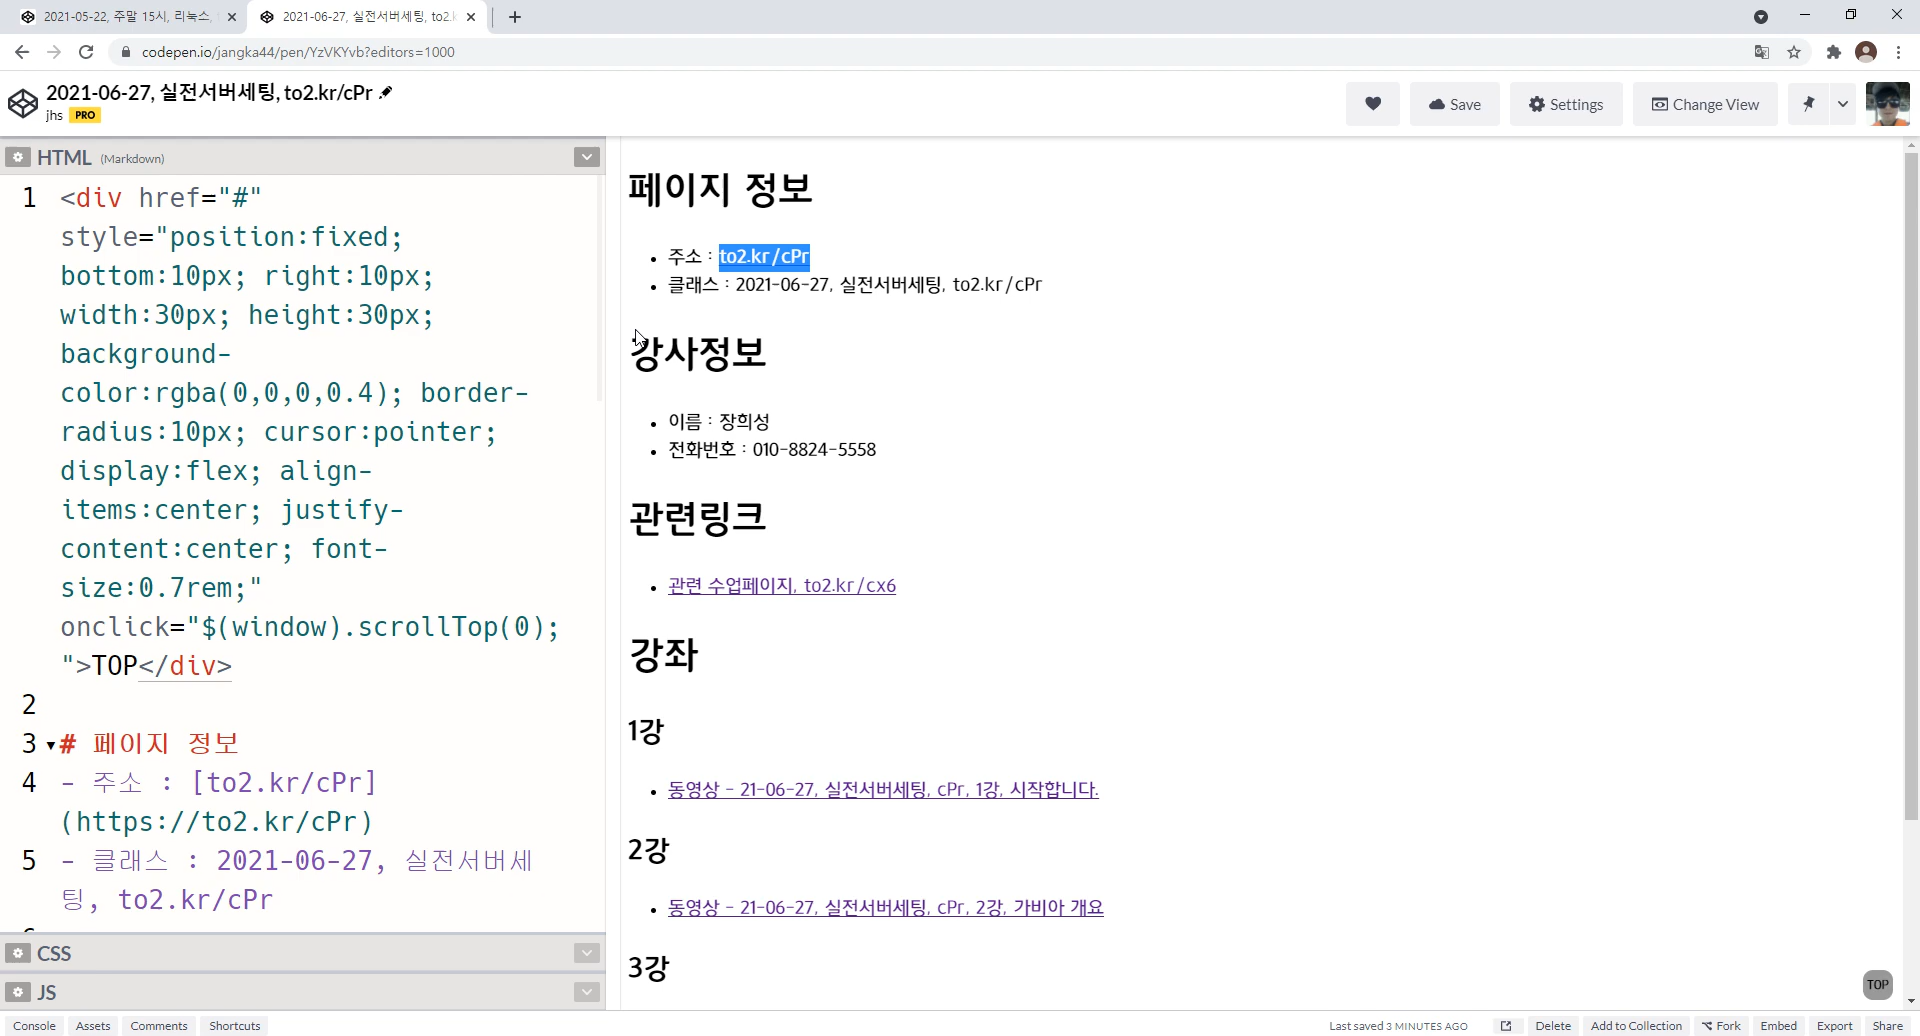 2021-05-22, 주말 15시, 리눅스,
2021-06-27, 실전서버세팅, to2.k
codepen.io/jangka44/pen/YzVKYvb?editors=1000
2021-06-27, 실전서버세팅, to2.kr/cPr
jhs PRO
Save
Settings
Change View
HTML (Markdown)
1 <div href="#"
style="position:fixed;
bottom:10px; right:10px;
width:30px; height:30px;
background-
color:rgba(0,0,0,0.4); border-
radius:10px; cursor:pointer;
display:flex; align-
items:center; justify-
content:center; font-
size:0.7rem;"
onclick="$(window).scrollTop(0);
">TOP</div>
2
3 # 페이지 정보
4 - 주소 : [to2.kr/cPr]
(https://to2.kr/cPr)
5 - 클래스 : 2021-06-27, 실전서버세
팅, to2.kr/cPr
CSS
JS
페이지 정보
주소 : to2.kr/cPr
클래스 : 2021-06-27, 실전서버세팅, to2.kr/cPr
강사정보
이름 : 장희성
전화번호 : 010-8824-5558
관련링크
관련 수업페이지, to2.kr/cx6
강좌
1강
동영상 - 21-06-27, 실전서버세팅, cPr, 1강, 시작합니다.
2강
동영상 - 21-06-27, 실전서버세팅, cPr, 2강, 가비아 개요
3강
TOP
Console Assets Comments Shortcuts
Last saved 3 MINUTES AGO Delete Add to Collection Fork Embed Export Share